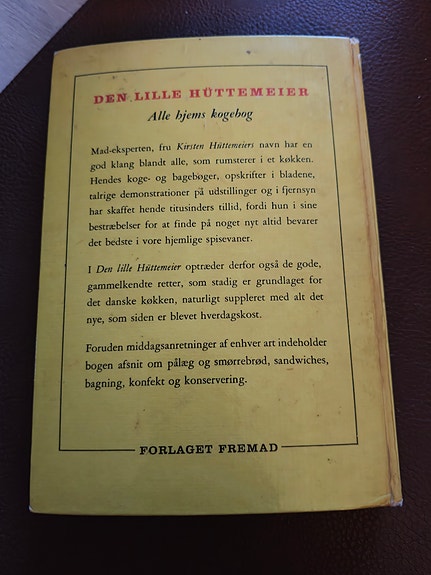 DEN LILLE HÜTTEMEIER
Alle hjems kogebog
Mad-eksperten, fru Kirsten Hüttemeiers navn har en
god klang blandt alle, som rumsterer i et køkken.
Hendes koge- og bagebøger, opskrifter i bladene,
talrige demonstrationer på udstillinger og i fjernsyn
har skaffet hende titusinders tillid, fordi hun i sine
bestræbelser for at finde på noget nyt altid bevarer
det bedste i vore hjemlige spisevaner.
I Den lille Hüttemeier optræder derfor også de gode,
gammelkendte retter, som stadig er grundlaget for
det danske køkken, naturligt suppleret med alt det
nye, som siden er blevet hverdagskost.
Foruden middagsanretninger af enhver art indeholder
bogen afsnit om pålæg og smørrebrød, sandwiches,
bagning, konfekt og konservering.
FORLAGET FREMAD